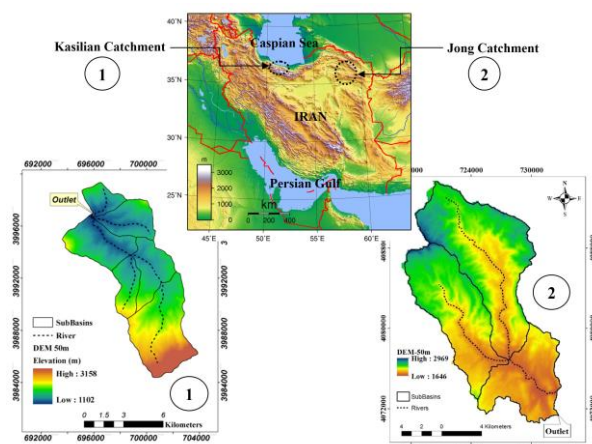 Kasilian Catchment
1
Caspian Sea
Jong Catchment
2
40°N
35°N
30°N
25°N
IRAN
m
3000
2000
1000
0
Persian Gulf
km
0 200 400
45°E
50°E
55°E
60°E
692000 696000 700000
Outlet
3996000
3992000
3988000
3984000
SubBasins
River
DEM 50m
Elevation (m)
High : 3158
Low : 1102
1
0 1.5 3 6
Kilometers
692000 696000 700000 704000
724000 730000
N
W
E
S
4080000
2
DEM-50m
High : 2969
Low : 1646
SubBasins
Rivers
4 2 0 4 Kilometers
Outlet